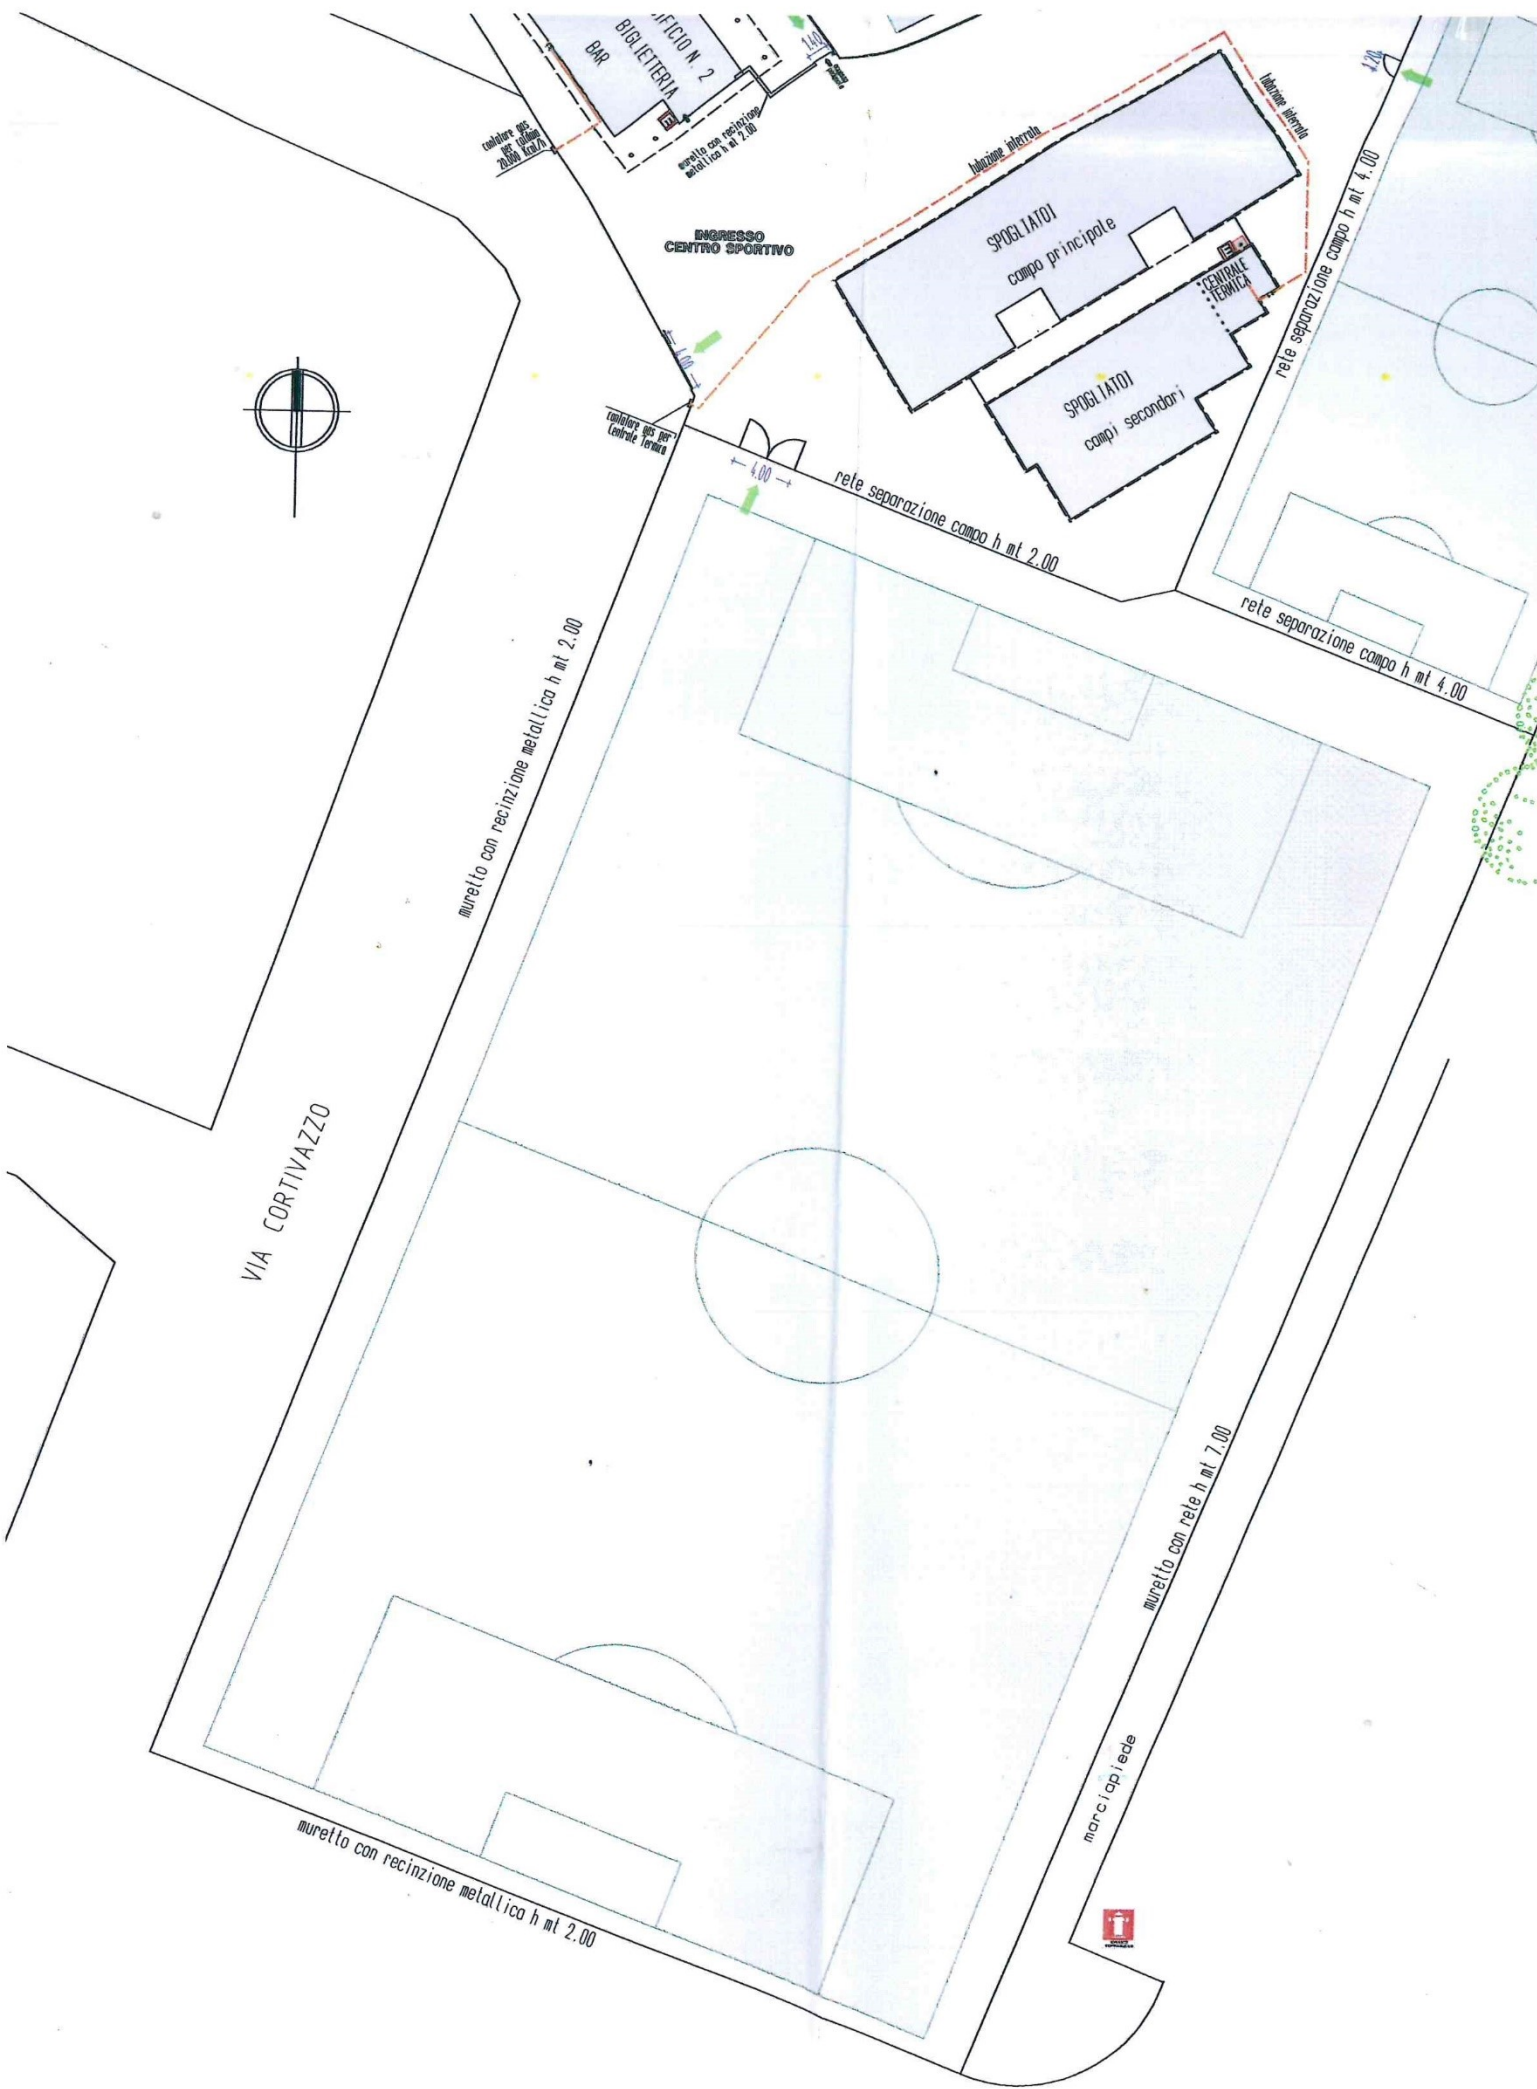 BIGLIETTERIA
BAR
1.40
contatore gas
per caldaia
20.000 Kcal/h
muretto con recinzione
metallica h mt 2.00
tubazione interrata
tubazione interrata
1.20
INGRESSO
CENTRO SPORTIVO
SPOGLIATOI
campo principale
CENTRALE
TERMICA
SPOGLIATOI
campi secondari
rete separazione campo h mt 4.00
4.00
contatore gas per
Centrale Termica
4.00
rete separazione campo h mt 2.00
rete separazione campo h mt 4.00
muretto con recinzione metallica h mt 2.00
VIA CORTIVAZZO
muretto con rete h mt 7.00
marciapiede
muretto con recinzione metallica h mt 2.00